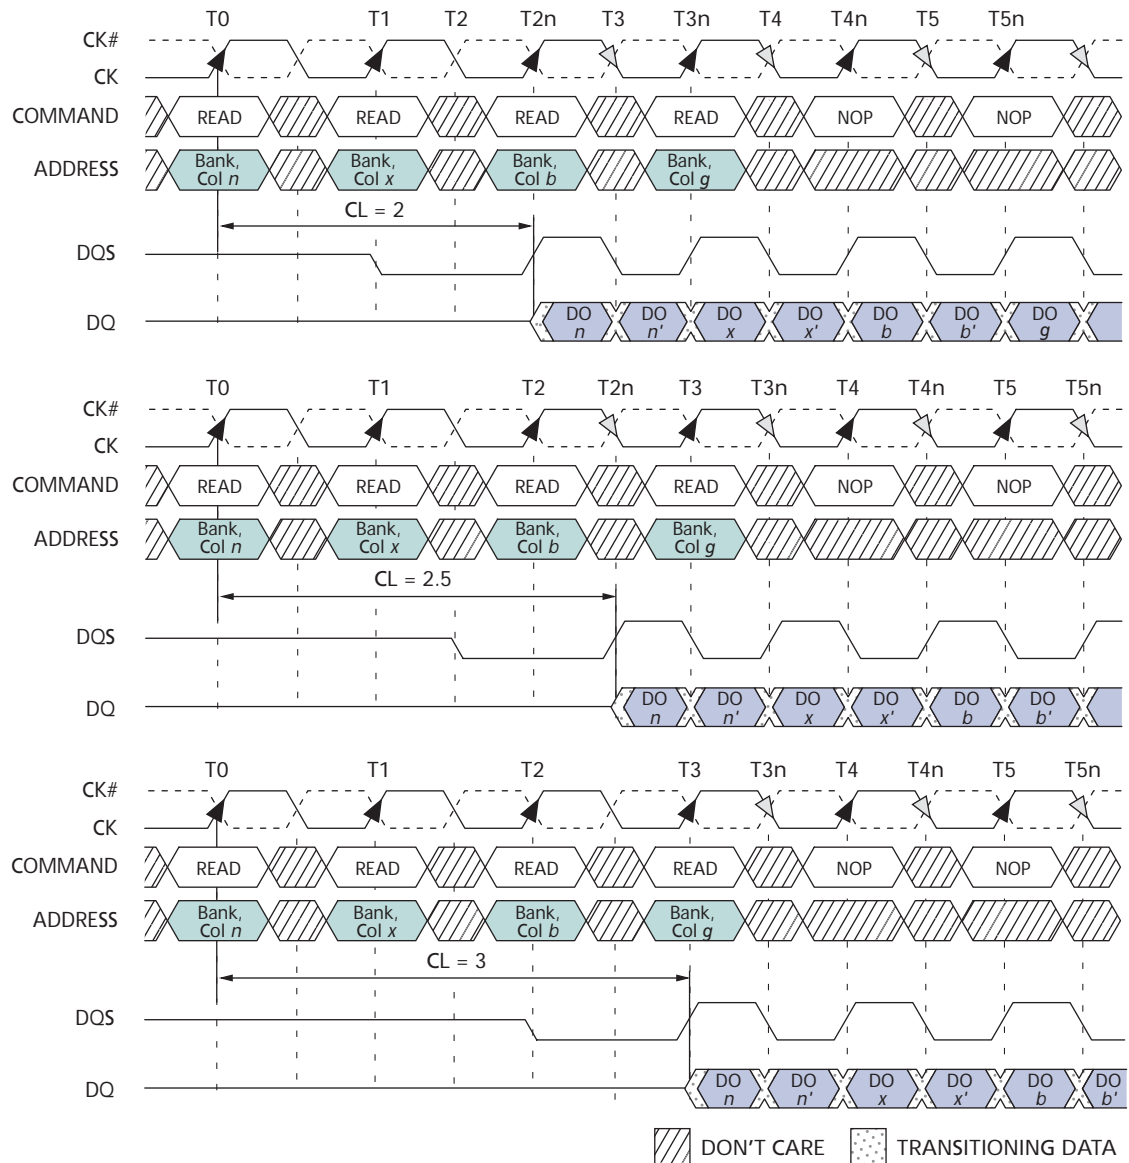 T0 T1 T2 T2n T3 T3n T4 T4n T5 T5n
CK#
CK
COMMAND READ READ READ READ NOP NOP
ADDRESS Bank, Col n Bank, Col x Bank, Col b Bank, Col g
CL = 2
DQS
DQ DO n DO n' DO x DO x' DO b DO b' DO g
T0 T1 T2 T2n T3 T3n T4 T4n T5 T5n
CK#
CK
COMMAND READ READ READ READ NOP NOP
ADDRESS Bank, Col n Bank, Col x Bank, Col b Bank, Col g
CL = 2.5
DQS
DQ DO n DO n' DO x DO x' DO b DO b'
T0 T1 T2 T3 T3n T4 T4n T5 T5n
CK#
CK
COMMAND READ READ READ READ NOP NOP
ADDRESS Bank, Col n Bank, Col x Bank, Col b Bank, Col g
CL = 3
DQS
DQ DO n DO n' DO x DO x' DO b DO b'
DON'T CARE TRANSITIONING DATA